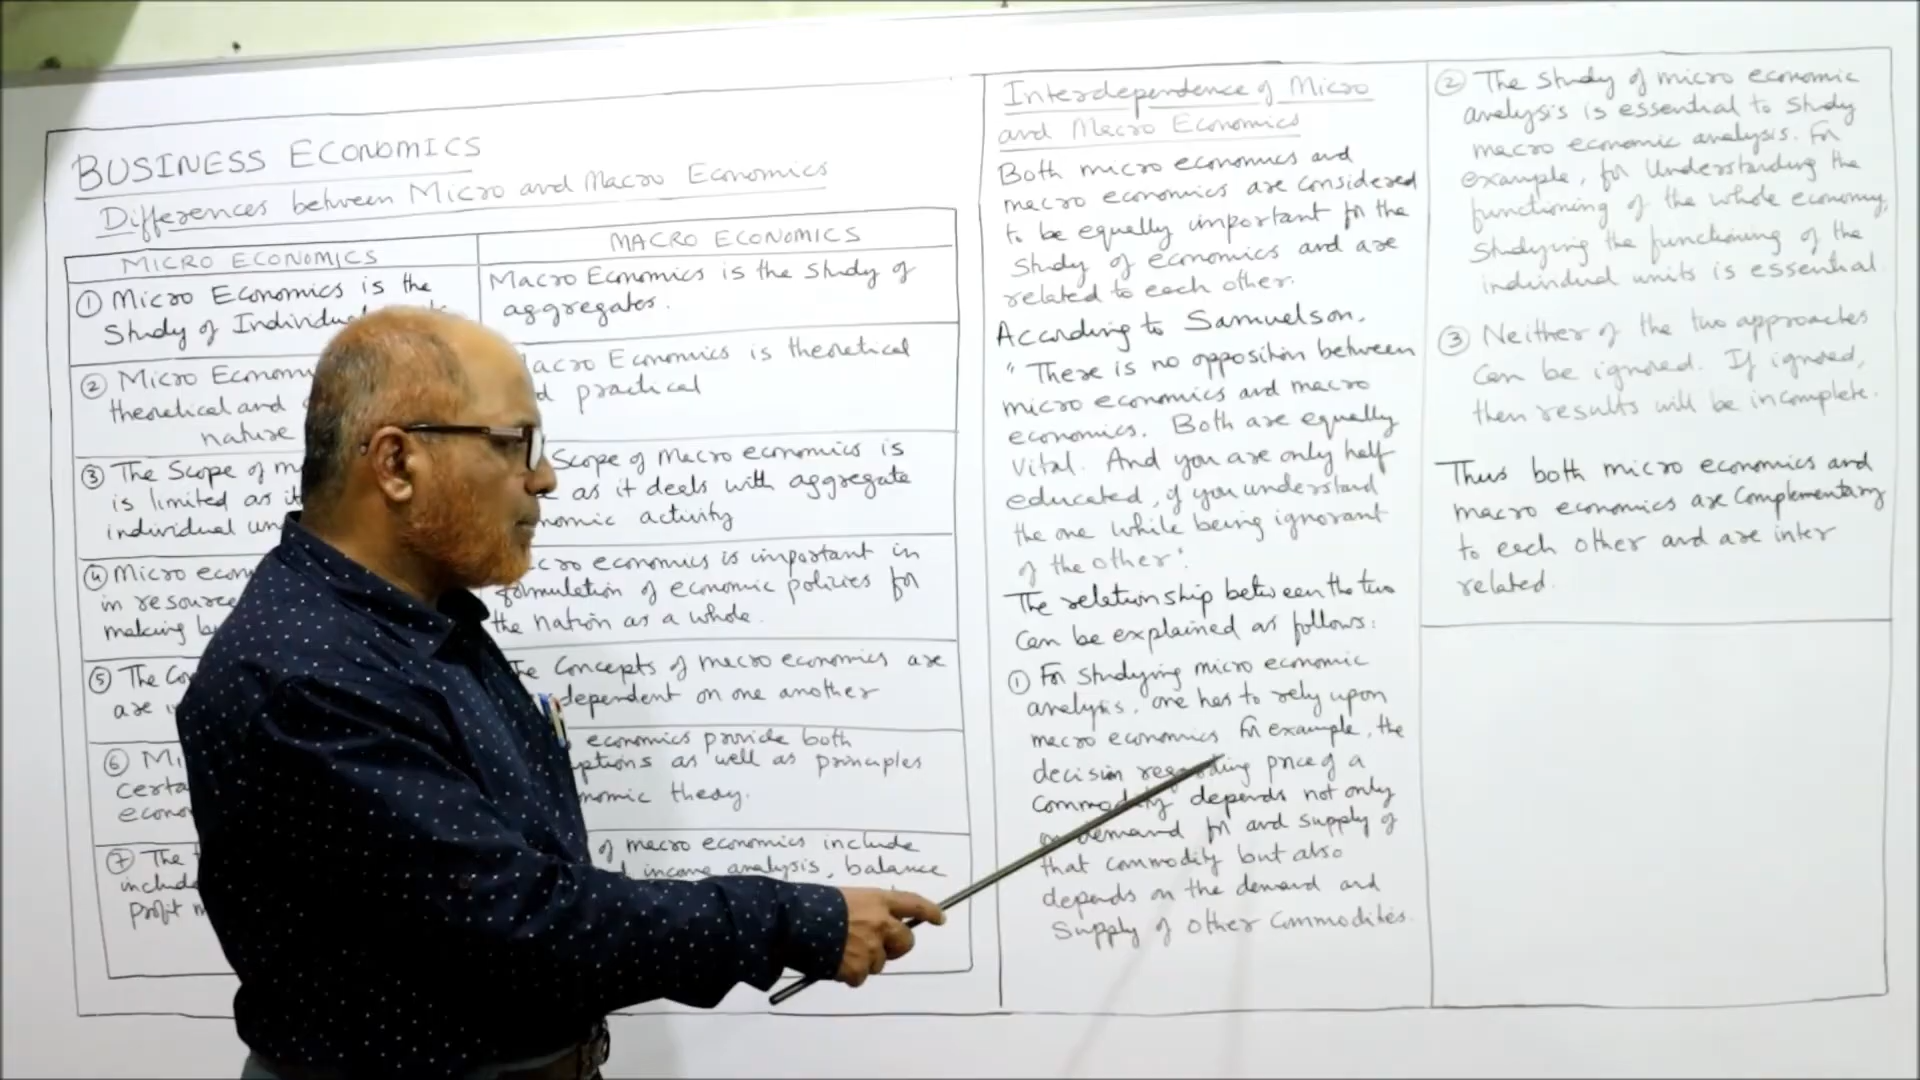 BUSINESS ECONOMICS
Differences between Micro and Macro Economics
MICRO ECONOMICS
MACRO ECONOMICS
① Micro Economics is the
Study of
Macro Economics is the Study of
aggregates.
② Micro
theoretical and
nature
Economics is theoretical
practical
③ The Scope of
is limited as
individual
Scope of Macro economics is
as it deals with aggregate
activity
④ Micro
in
making
economics is important in
formulation of economic policies for
the nation as a whole.
⑤ The
are
Concepts of macro economics are
on one another
⑥
economics provide both
as well as principles
theory.
⑦ The
profit
of macro economics include
income analysis, balance
Interdependence of Micro
and Macro Economics
Both micro economics and
macro economics are considered
to be equally important for the
Study of economics and are
related to each other.
According to Samuelson.
" There is no opposition between
micro economics and macro
economics. Both are equally
vital. And you are only half
educated, if you understand
the one while being ignorant
of the other".
The relationship between the two
can be explained as follows:
① For studying micro economic
analysis, one has to rely upon
macro economics For example, the
decision regarding price of a
commodity depends not only
on demand for and supply of
that commodity but also
depends on the demand and
Supply of other Commodities.
② The Study of micro economic
analysis is essential to study
macro economic analysis. For
example, for Understanding the
functioning of the whole economy,
Studying the functioning of the
individual units is essential
③ Neither of the two approaches
can be ignored. If ignored,
then results will be incomplete.
Thus both micro economics and
macro economics are Complementary
to each other and are inter
related.